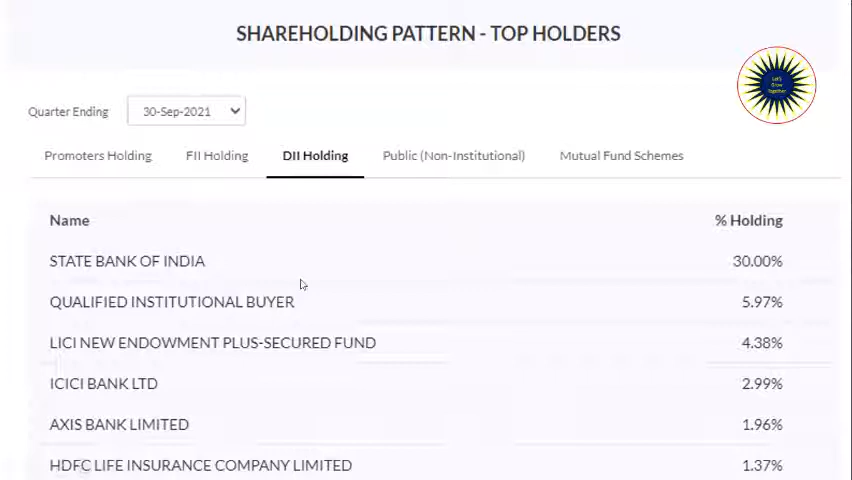 SHAREHOLDING PATTERN - TOP HOLDERS
Let's
Grow
Together
Quarter Ending 30-Sep-2021
Promoters Holding FII Holding DII Holding Public (Non-Institutional) Mutual Fund Schemes
Name % Holding
STATE BANK OF INDIA 30.00%
QUALIFIED INSTITUTIONAL BUYER 5.97%
LICI NEW ENDOWMENT PLUS-SECURED FUND 4.38%
ICICI BANK LTD 2.99%
AXIS BANK LIMITED 1.96%
HDFC LIFE INSURANCE COMPANY LIMITED 1.37%